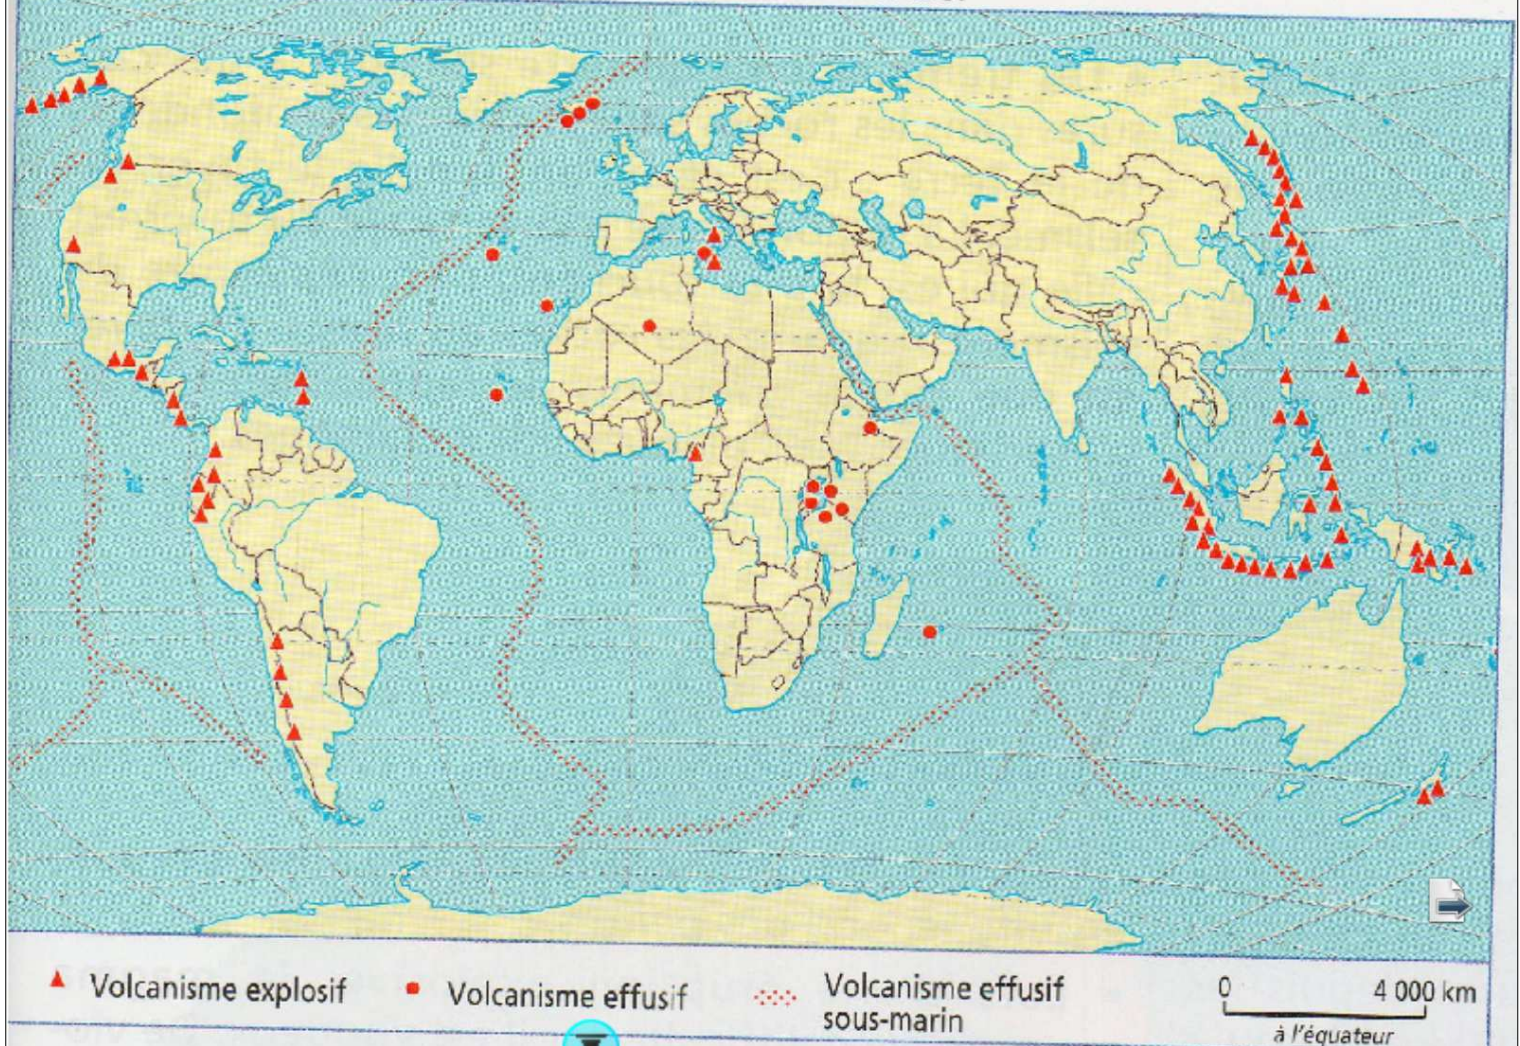 Volcanisme explosif
Volcanisme effusif
Volcanisme effusif
sous-marin
0 4 000 km
à l'équateur